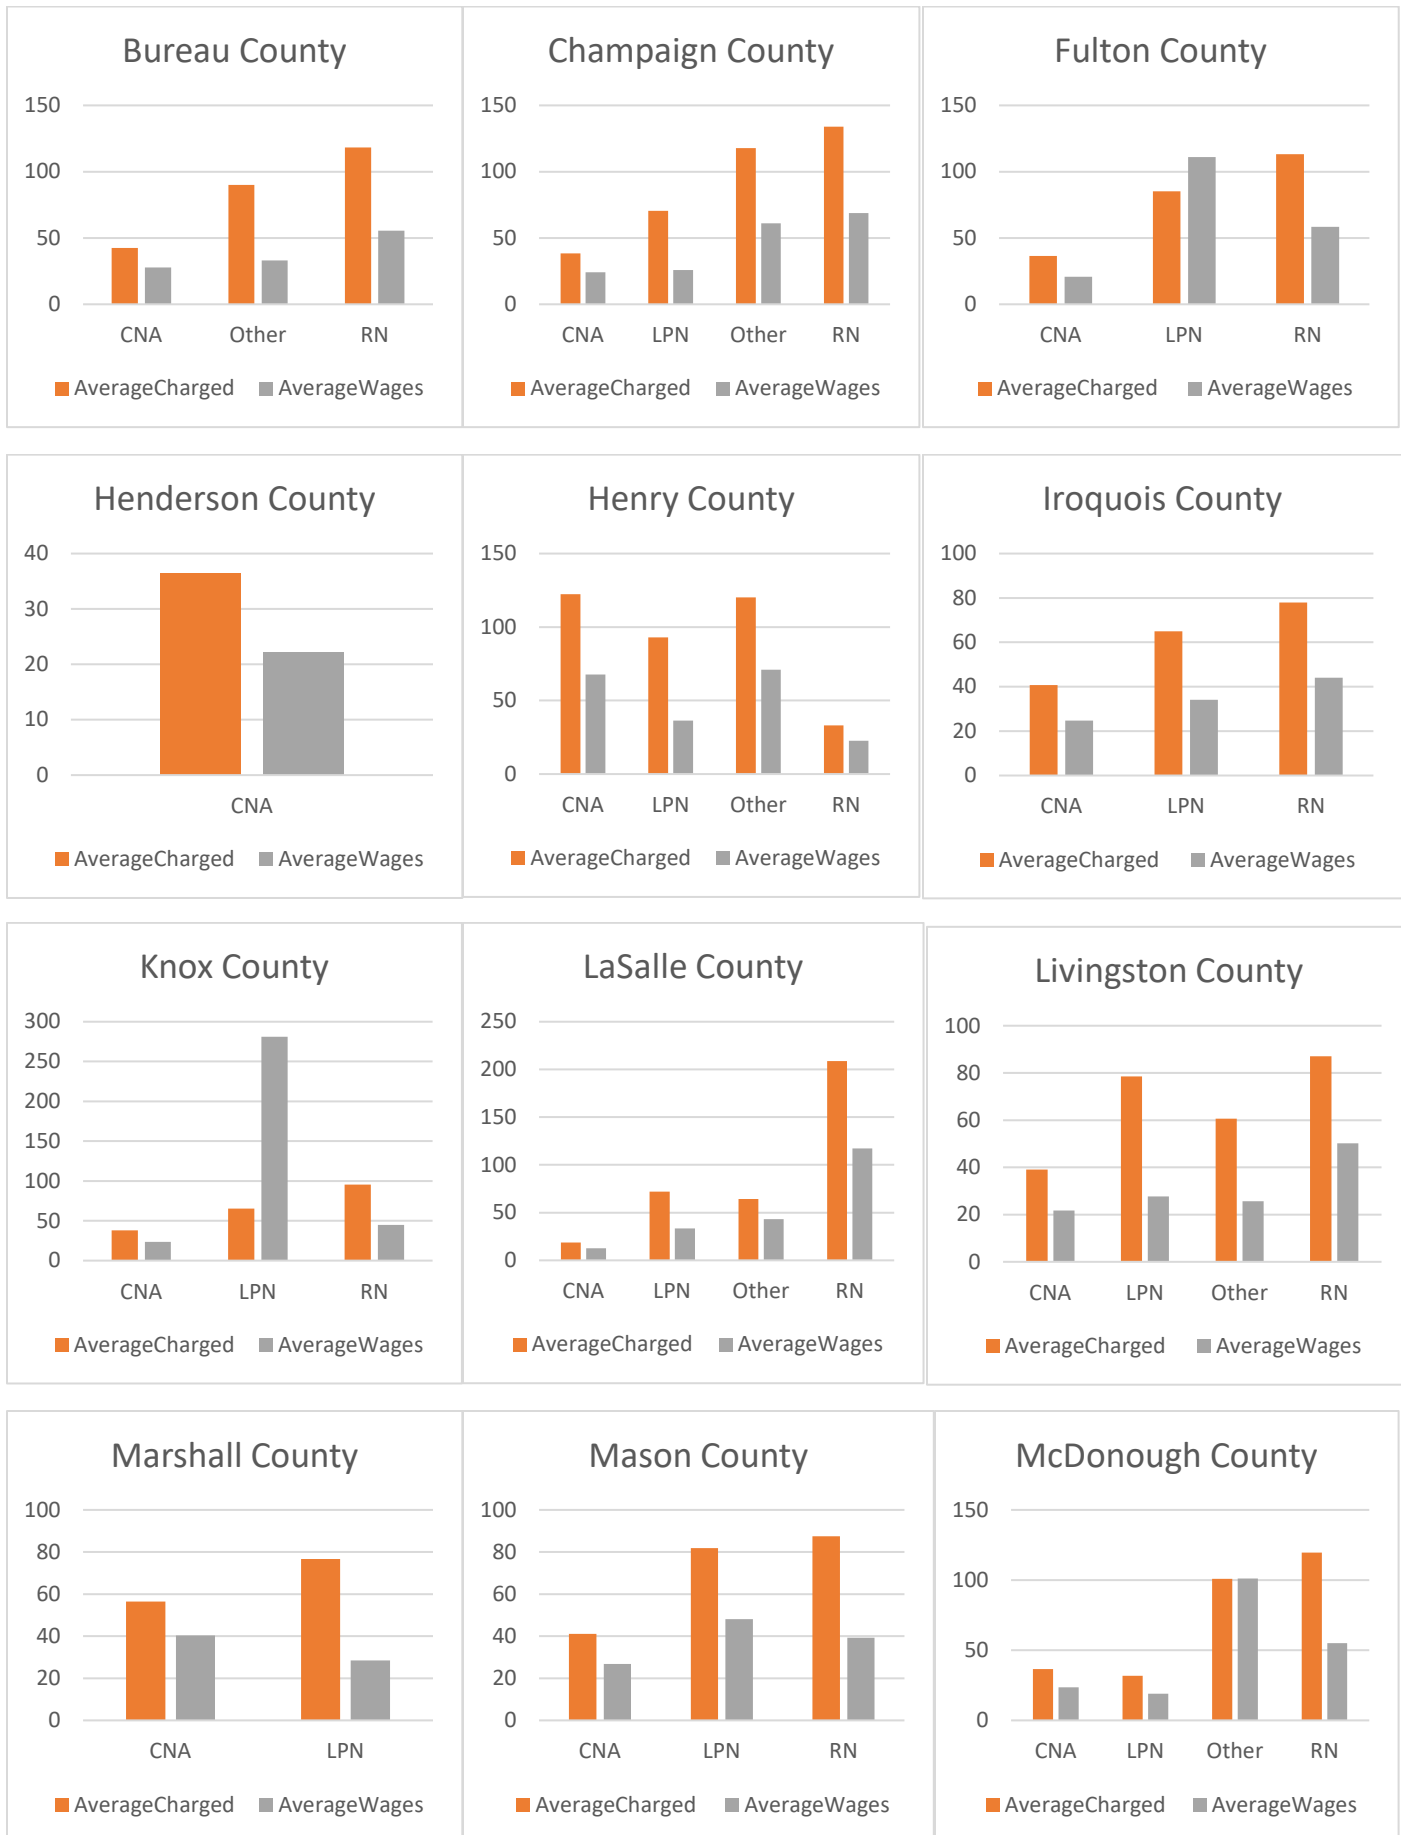 Bureau County
150
100
50
0
CNA Other RN
AverageCharged AverageWages
Champaign County
150
100
50
0
CNA LPN Other RN
AverageCharged AverageWages
Fulton County
150
100
50
0
CNA LPN RN
AverageCharged AverageWages
Henderson County
40
30
20
10
0
CNA
AverageCharged AverageWages
Henry County
150
100
50
0
CNA LPN Other RN
AverageCharged AverageWages
Iroquois County
100
80
60
40
20
0
CNA LPN RN
AverageCharged AverageWages
Knox County
300
250
200
150
100
50
0
CNA LPN RN
AverageCharged AverageWages
LaSalle County
250
200
150
100
50
0
CNA LPN Other RN
AverageCharged AverageWages
Livingston County
100
80
60
40
20
0
CNA LPN Other RN
AverageCharged AverageWages
Marshall County
100
80
60
40
20
0
CNA LPN
AverageCharged AverageWages
Mason County
100
80
60
40
20
0
CNA LPN RN
AverageCharged AverageWages
McDonough County
150
100
50
0
CNA LPN Other RN
AverageCharged AverageWages